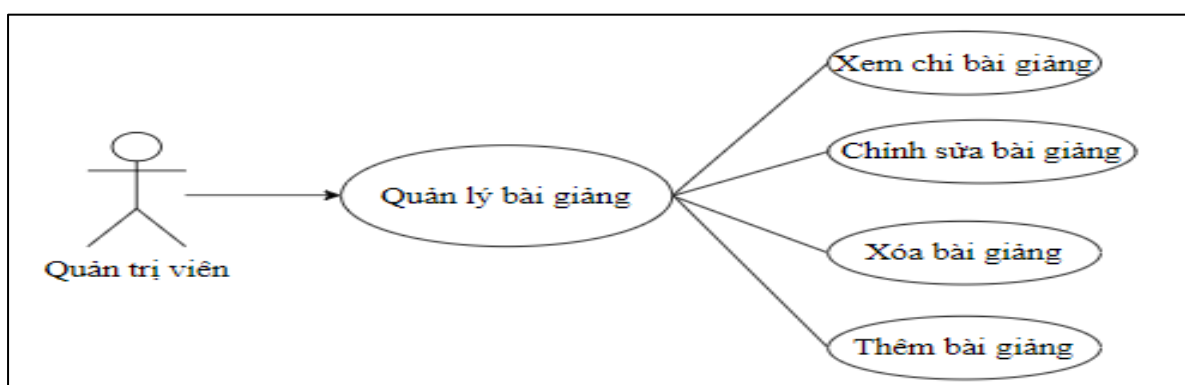 Xem chi bài giảng
Chỉnh sửa bài giảng
Quản lý bài giảng
Xóa bài giảng
Quản trị viên
Thêm bài giảng